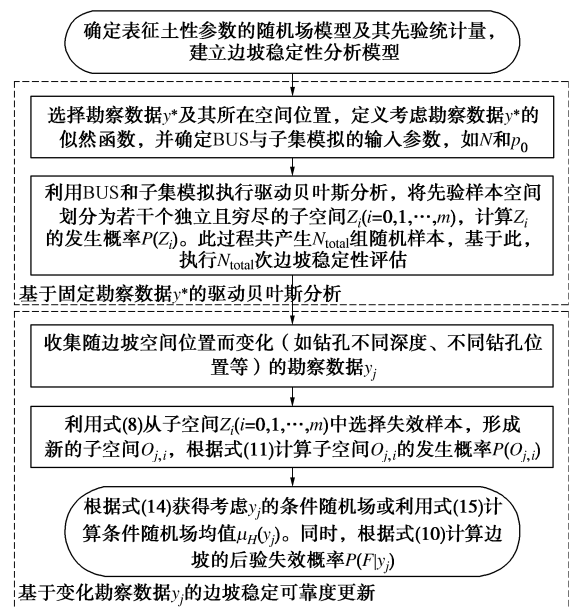 确定表征土性参数的随机场模型及其先验统计量,
建立边坡稳定性分析模型
选择勘察数据y*及其所在空间位置，定义考虑勘察数据y*的
似然函数，并确定BUS与子集模拟的输入参数，如N和p0
利用BUS和子集模拟执行驱动贝叶斯分析，将先验样本空间
划分为若干个独立且穷尽的子空间Zi(i=0,1,…,m)，计算Zi
的发生概率P(Zi)。此过程共产生Ntotal组随机样本，基于此，
执行Ntotal次边坡稳定性评估
基于固定勘察数据y*的驱动贝叶斯分析
收集随边坡空间位置而变化（如钻孔不同深度、不同钻孔位
置等）的勘察数据yj
利用式(8)从子空间Zi(i=0,1,…,m)中选择失效样本，形成
新的子空间Oj,i，根据式(11)计算子空间Oj,i的发生概率P(Oj,i)
根据式(14)获得考虑yj的条件随机场或利用式(15)计
算条件随机场均值μH(yj)。同时，根据式(10)计算边
坡的后验失效概率P(F|yj)
基于变化勘察数据yj的边坡稳定可靠度更新